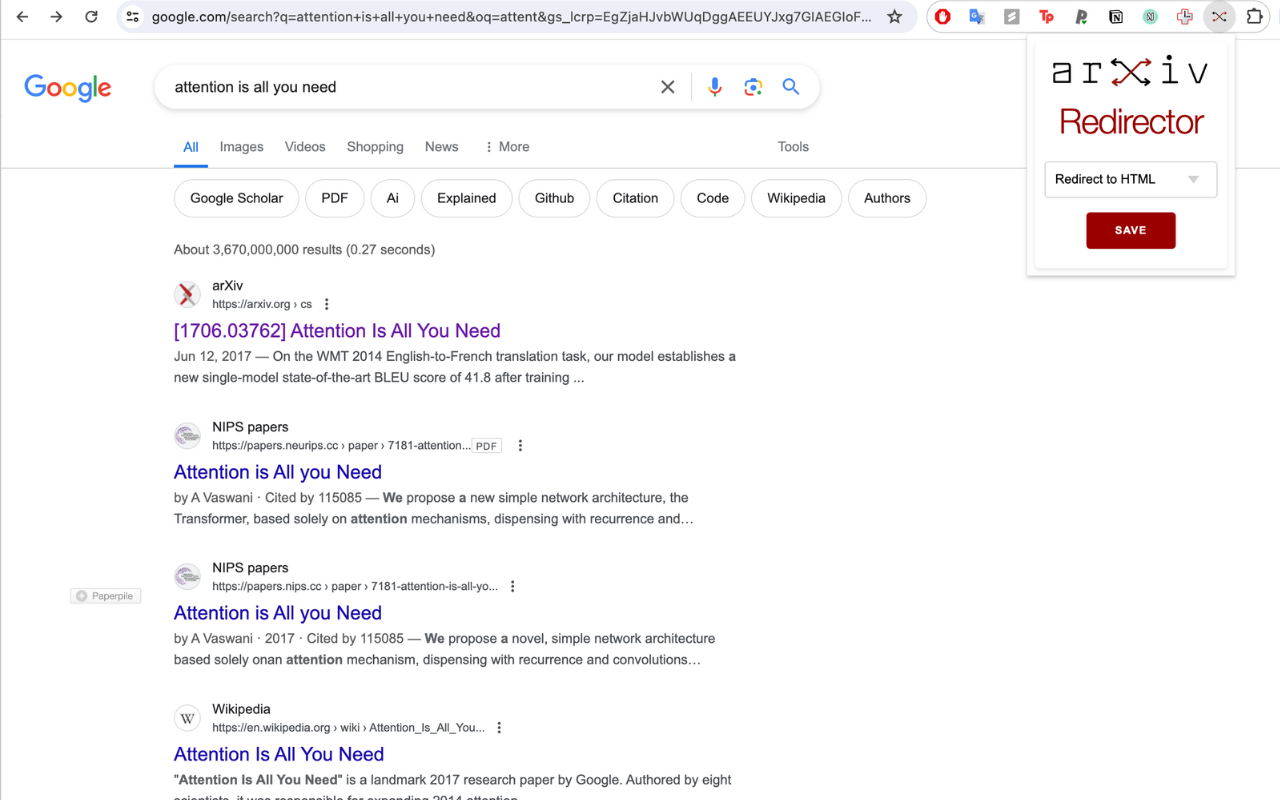 google.com/search?q=attention+is+all+you+need&oq=attent&gs_lcrp=EgZjaHJvbWUqDggAEEUYJxg7GIAEGIoF...
arxiv
Redirector
Redirect to HTML
SAVE
Google
attention is all you need
All Images Videos Shopping News More Tools
Google Scholar PDF Ai Explained Github Citation Code Wikipedia Authors
About 3,670,000,000 results (0.27 seconds)
arXiv
https://arxiv.org › cs
[1706.03762] Attention Is All You Need
Jun 12, 2017 — On the WMT 2014 English-to-French translation task, our model establishes a
new single-model state-of-the-art BLEU score of 41.8 after training ...
NIPS papers
https://papers.neurips.cc › paper › 7181-attention... PDF
Attention is All you Need
by A Vaswani · Cited by 115085 — We propose a new simple network architecture, the
Transformer, based solely on attention mechanisms, dispensing with recurrence and…
NIPS papers
https://papers.nips.cc › paper › 7181-attention-is-all-yo...
Paperpile
Attention is All you Need
by A Vaswani · 2017 · Cited by 115085 — We propose a novel, simple network architecture
based solely onan attention mechanism, dispensing with recurrence and convolutions…
W
Wikipedia
https://en.wikipedia.org › wiki › Attention_Is_All_You...
Attention Is All You Need
"Attention Is All You Need" is a landmark 2017 research paper by Google. Authored by eight
scientists, it was responsible for expanding 2014 attention